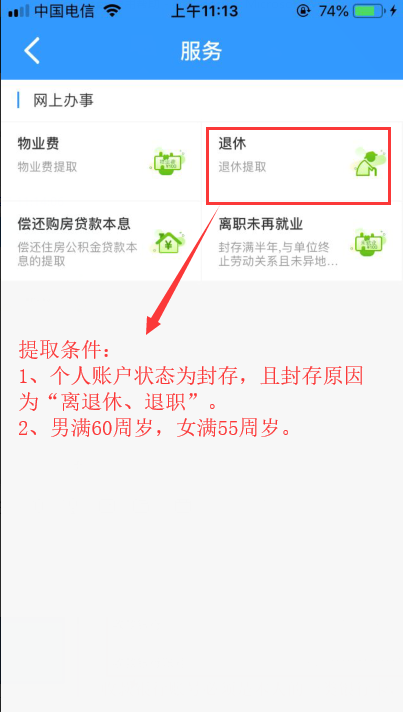 中国电信 上午11:13 74%
服务
网上办事
物业费 退休
物业费提取 退休提取
偿还购房贷款本息 离职未再就业
偿还住房公积金贷款本 封存满半年,与单位终
息的提取 止劳动关系且未异地...
提取条件：
1、个人账户状态为封存，且封存原因
为“离退休、退职”。
2、男满60周岁，女满55周岁。